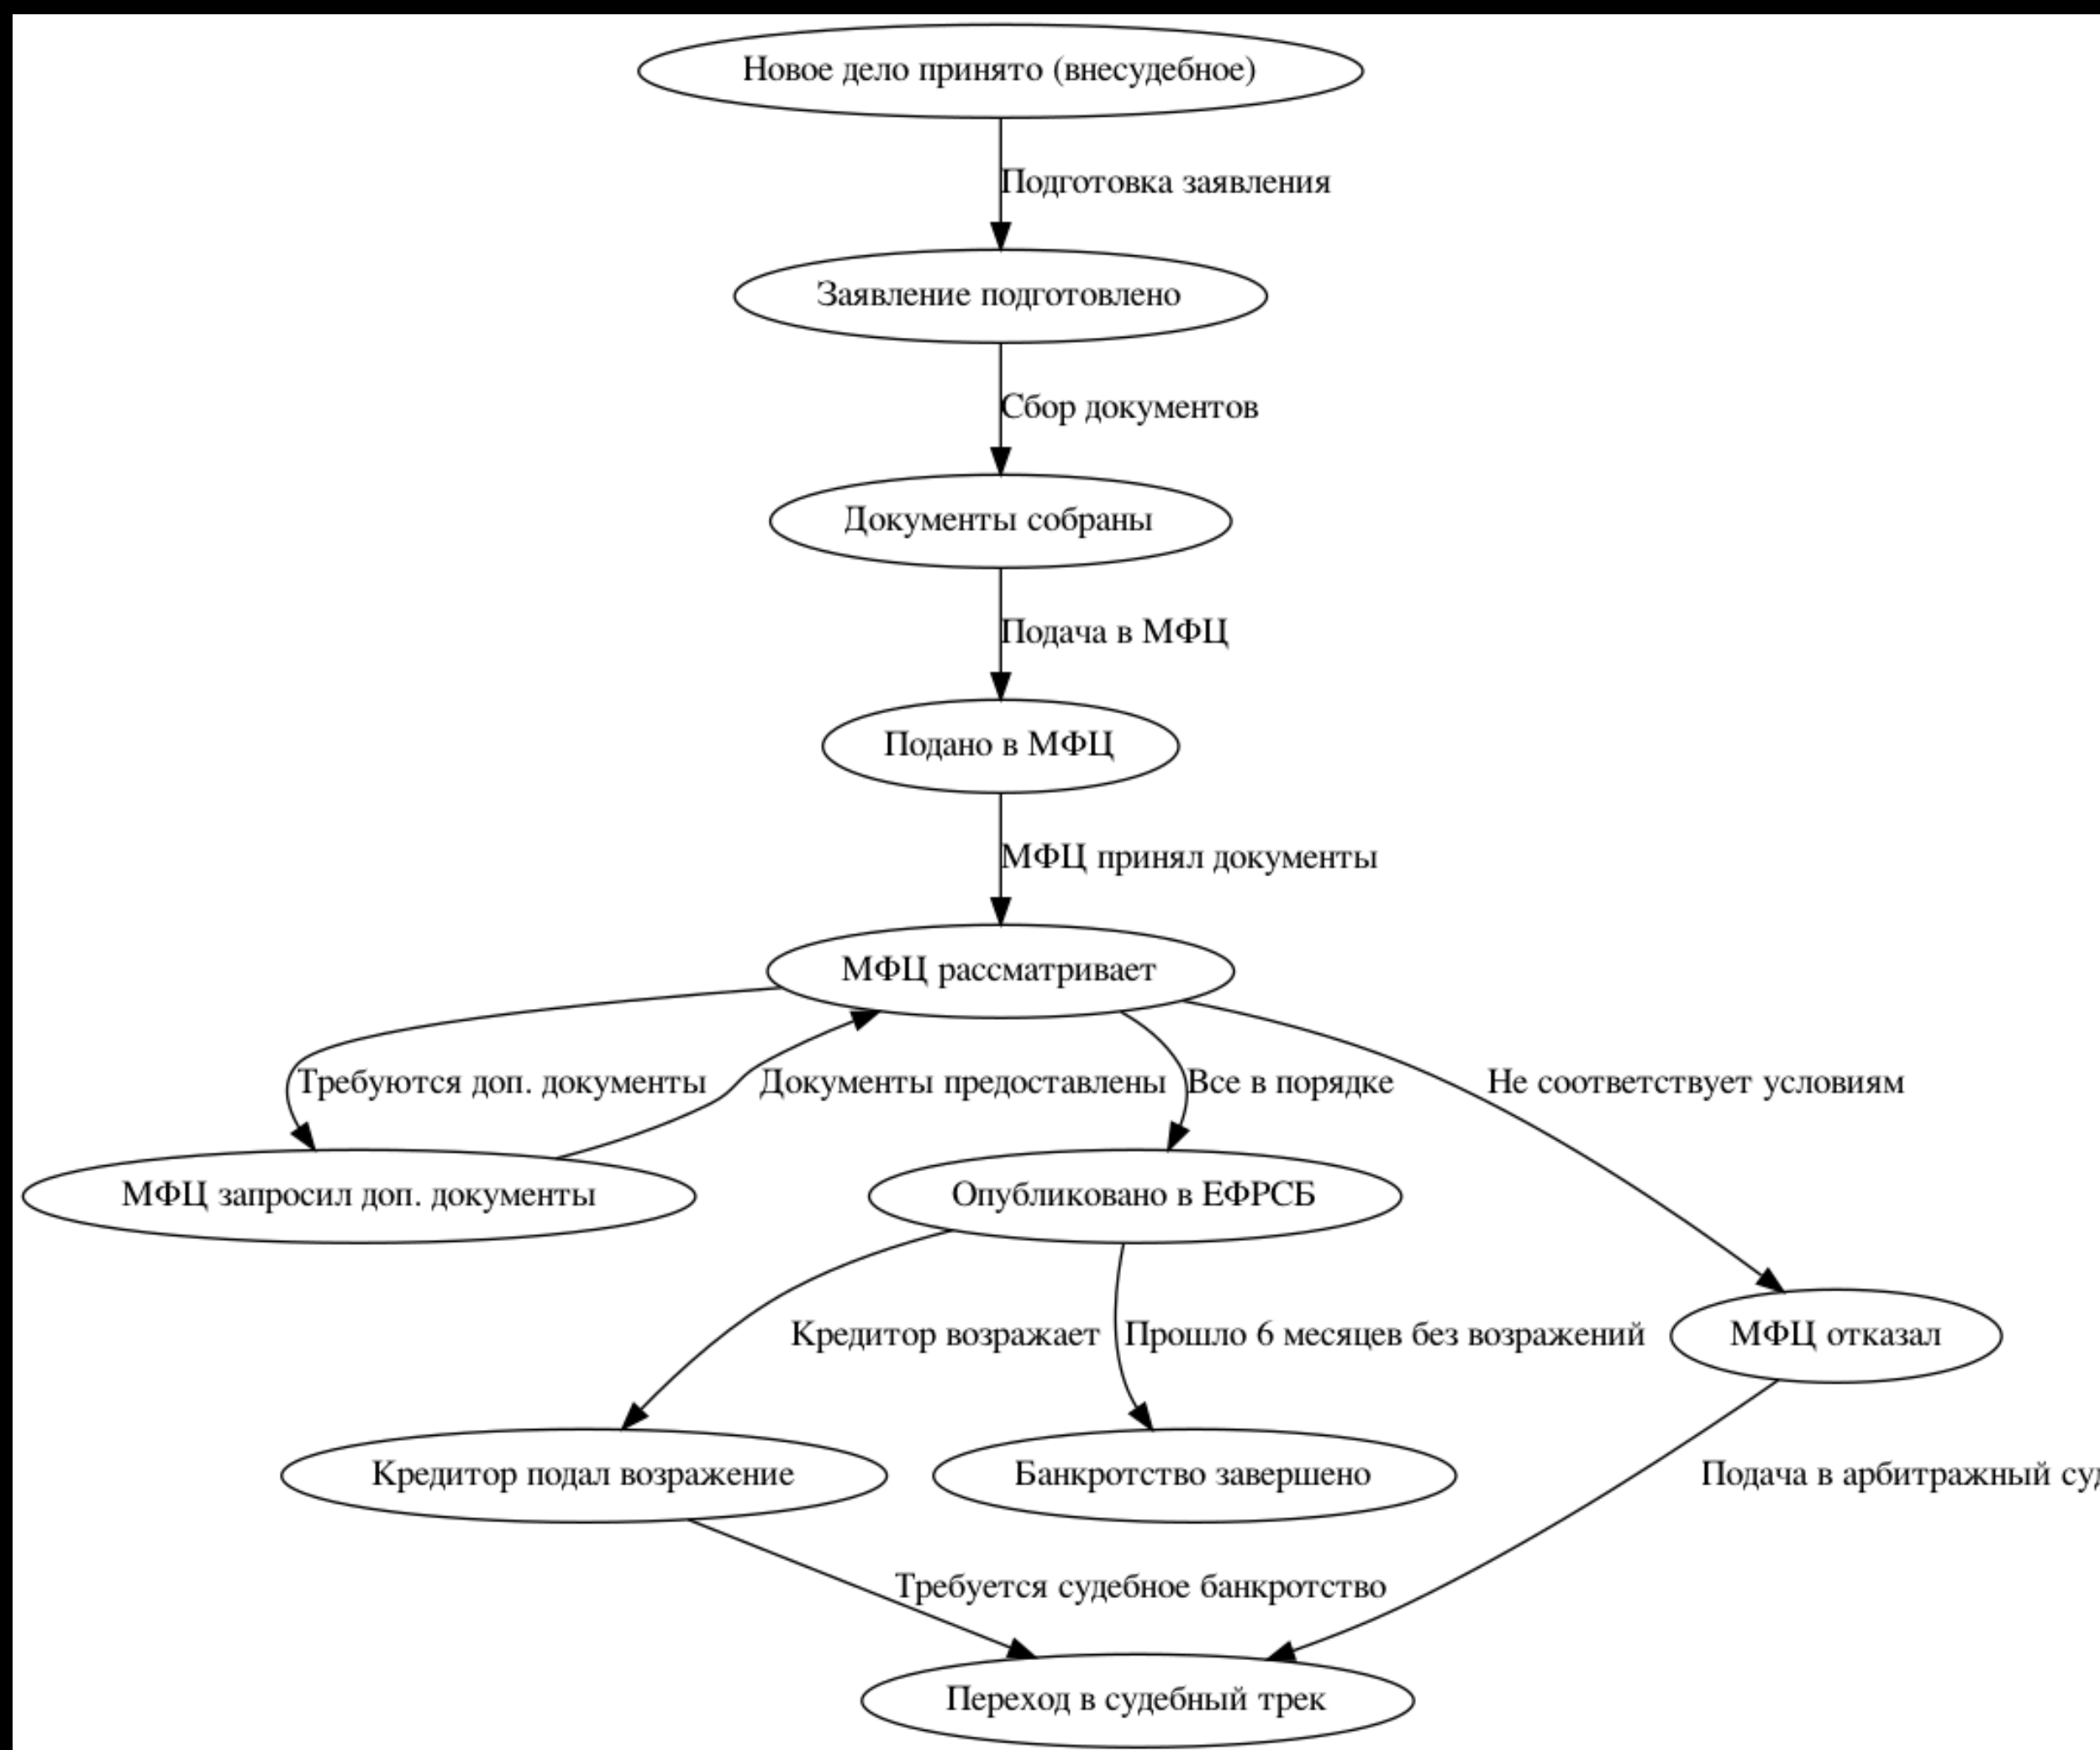 Новое дело принято (внесудебное)
Подготовка заявления
Заявление подготовлено
Сбор документов
Документы собраны
Подача в МФЦ
Подано в МФЦ
МФЦ принял документы
МФЦ рассматривает
Требуются доп. документы
Документы предоставлены
Все в порядке
Не соответствует условиям
МФЦ запросил доп. документы
Опубликовано в ЕФРСБ
Кредитор возражает
Прошло 6 месяцев без возражений
МФЦ отказал
Кредитор подал возражение
Банкротство завершено
Подача в арбитражный
Требуется судебное банкротство
Переход в судебный трек